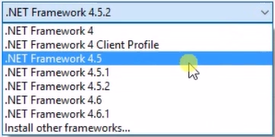 .NET Framework 4.5.2
.NET Framework 4
.NET Framework 4 Client Profile
.NET Framework 4.5
.NET Framework 4.5.1
.NET Framework 4.5.2
.NET Framework 4.6
.NET Framework 4.6.1
Install other frameworks...